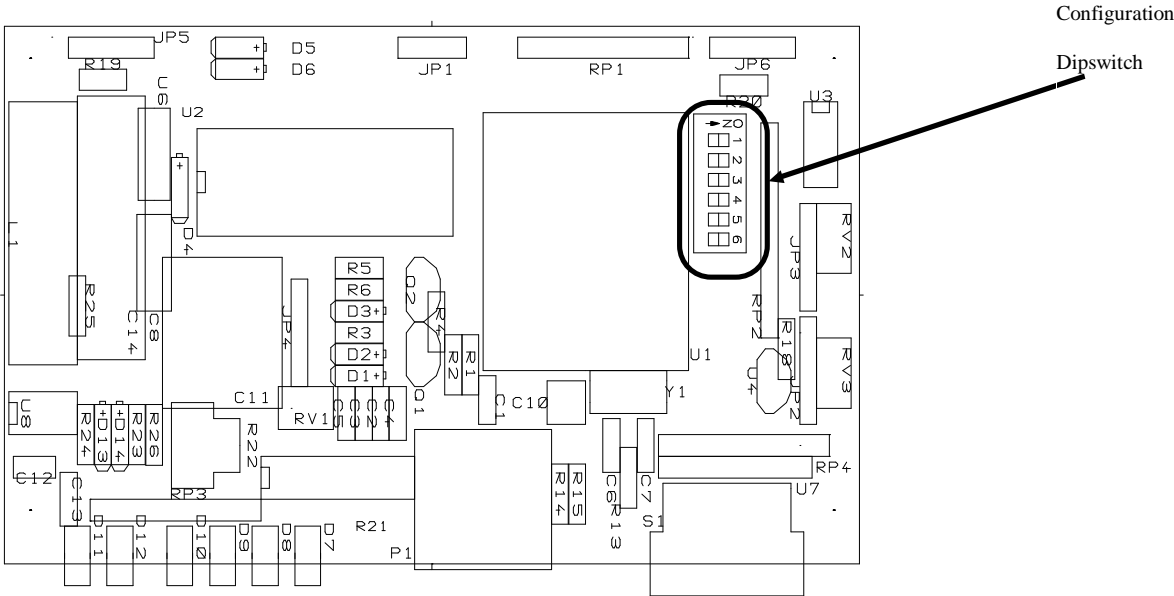 Configuration
Dipswitch
JP5
D5
D6
JP1
RP1
JP6
R19
R20
U3
U6
U2
ON
1
2
3
4
5
6
L1
D4
RV2
JP3
R5
R6
D3+
R3
D2+
D1+
Q2
R4
JP4
R25
C14
C8
RP2
R18
R2
R1
U1
U4
JP2
RV3
Q1
C1
C10
Y1
C11
RV1
C5
C3
C2
C4
U8
R24
+D13
+D14
R23
R26
R22
C12
C13
RP3
RP4
U7
R14
R15
C6
R13
C7
S1
R21
P1
D11
D12
D10
D9
D8
D7